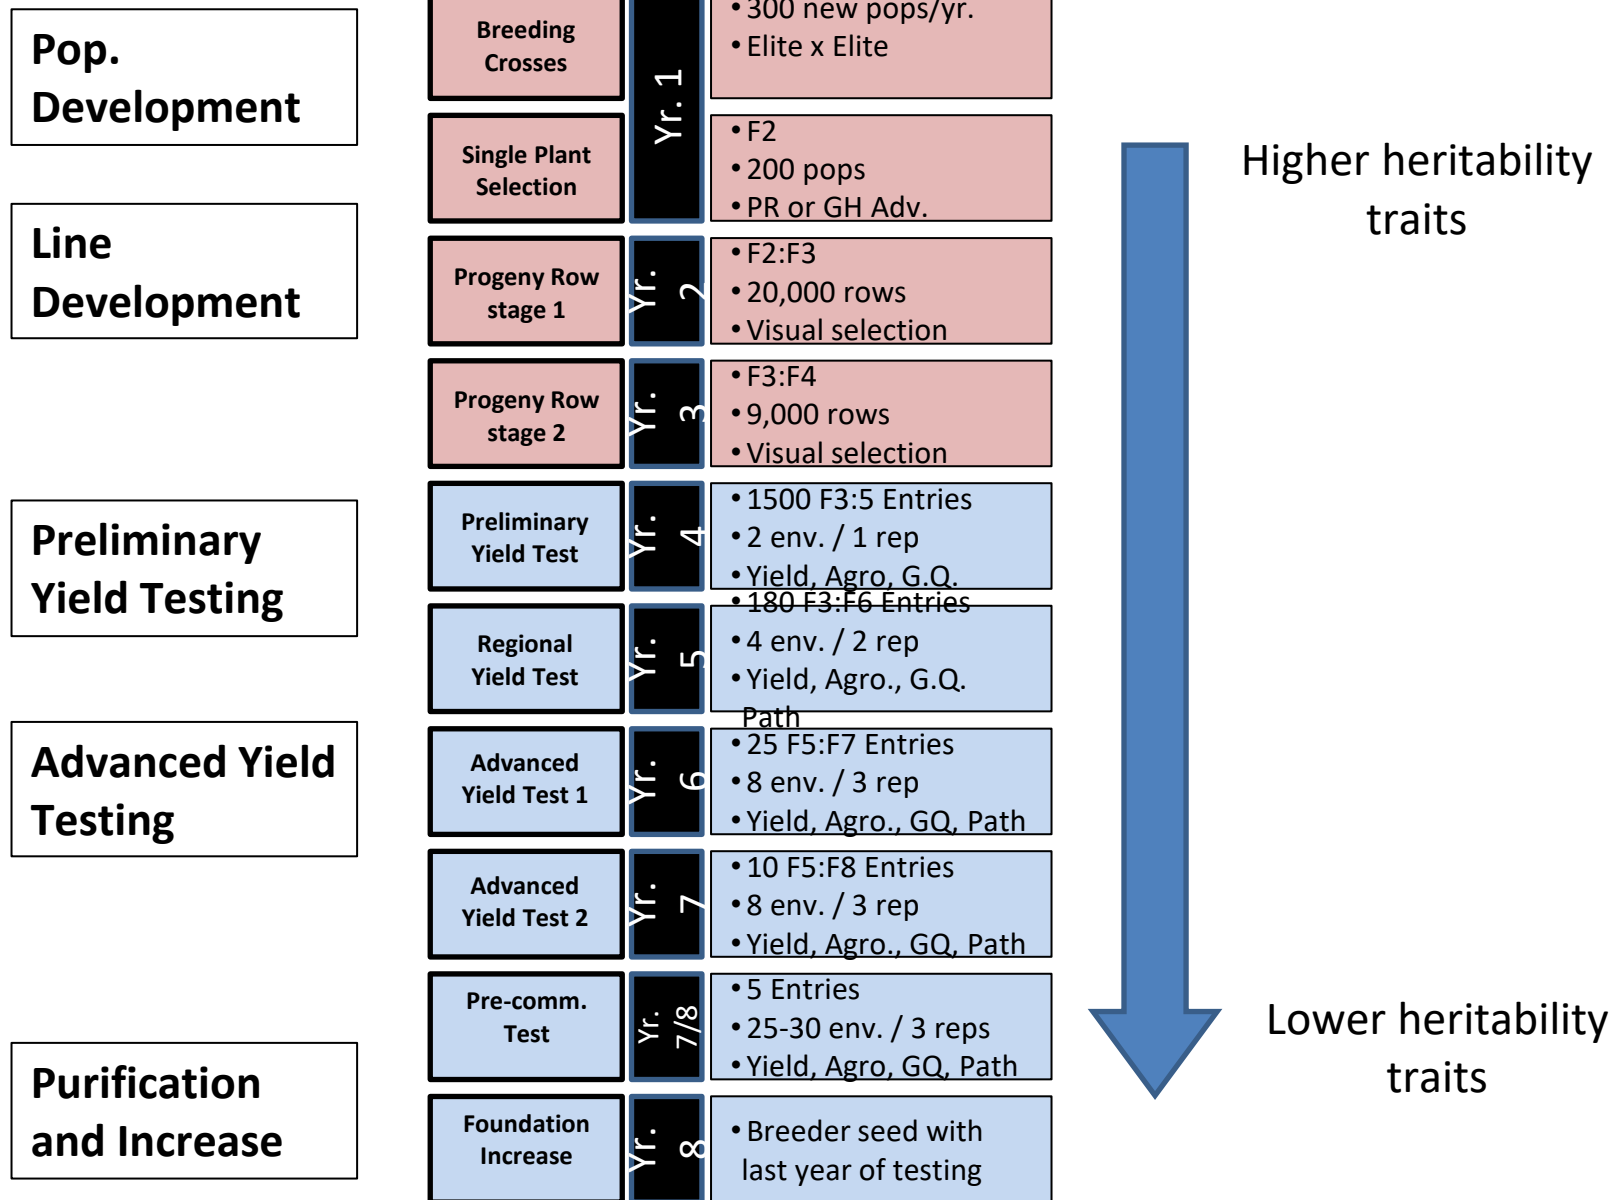 Pop.
Development
Line
Development
Preliminary
Yield Testing
Advanced Yield
Testing
Purification
and Increase
Breeding
Crosses
Yr. 1
• 300 new pops/yr.
• Elite x Elite
Single Plant
Selection
• F2
• 200 pops
• PR or GH Adv.
Progeny Row
stage 1
Yr.
2
• F2:F3
• 20,000 rows
• Visual selection
Progeny Row
stage 2
Yr.
3
• F3:F4
• 9,000 rows
• Visual selection
Preliminary
Yield Test
Yr.
4
• 1500 F3:5 Entries
• 2 env. / 1 rep
• Yield, Agro, G.Q.
Regional
Yield Test
Yr.
5
• 180 F3:F6 Entries
• 4 env. / 2 rep
• Yield, Agro., G.Q.
Path
Advanced
Yield Test 1
Yr.
6
• 25 F5:F7 Entries
• 8 env. / 3 rep
• Yield, Agro., GQ, Path
Advanced
Yield Test 2
Yr.
7
• 10 F5:F8 Entries
• 8 env. / 3 rep
• Yield, Agro., GQ, Path
Pre-comm.
Test
Yr.
7/8
• 5 Entries
• 25-30 env. / 3 reps
• Yield, Agro, GQ, Path
Foundation
Increase
Yr.
8
• Breeder seed with
last year of testing
Higher heritability
traits
Lower heritability
traits